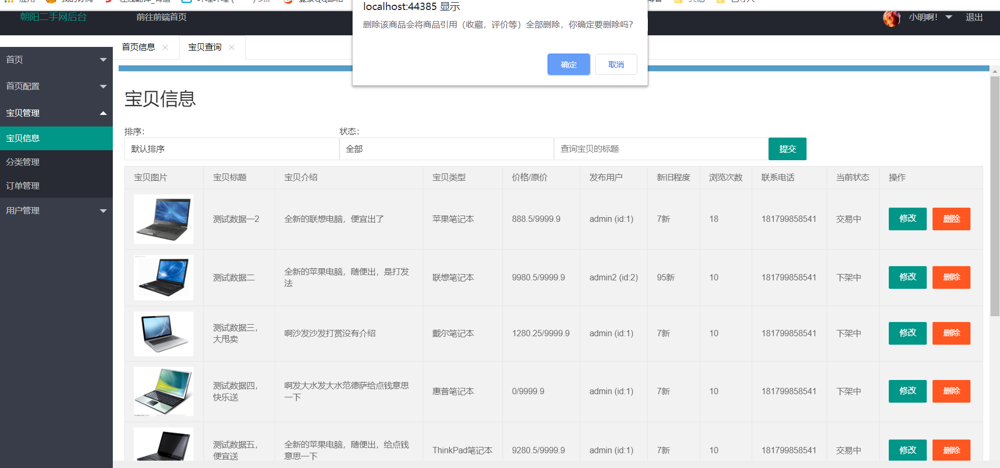 应用
我的订阅
登录QQ邮箱
localhost:44385 显示
删除该商品会将商品引用（收藏，评价等）全部删除，你确定要删除吗？
确定
取消
朝阳二手网后台
前往前端首页
小明啊！
退出
首页信息
宝贝查询
首页
首页配置
宝贝管理
宝贝信息
分类管理
订单管理
用户管理
宝贝信息
排序：
状态：
默认排序
全部
查询宝贝的标题
提交
宝贝图片 宝贝标题 宝贝介绍 宝贝类型 价格/原价 发布用户 新旧程度 浏览次数 联系电话 当前状态 操作
测试数据一2 全新的联想电脑，便宜出了 苹果笔记本 888.5/9999.9 admin (id:1) 7新 18 181799858541 交易中 修改 删除
测试数据二 全新的苹果电脑，随便出，是打发
法 联想笔记本 9980.5/9999.9 admin2 (id:2) 95新 10 181799858541 下架中 修改 删除
测试数据三，
大甩卖 啊沙发沙发打赏没有介绍 戴尔笔记本 1280.25/9999.9 admin (id:1) 7新 10 181799858541 下架中 修改 删除
测试数据四，
快乐送 啊发大水发大水范德萨给点钱意思
一下 惠普笔记本 0/9999.9 admin (id:1) 7新 10 181799858541 下架中 修改 删除
测试数据五，
便宜送 全新的苹果电脑，随便出，给点钱
意思一下 ThinkPad笔记本 9280.5/9999.9 admin (id:1) 7新 10 181799858541 交易中 修改 删除